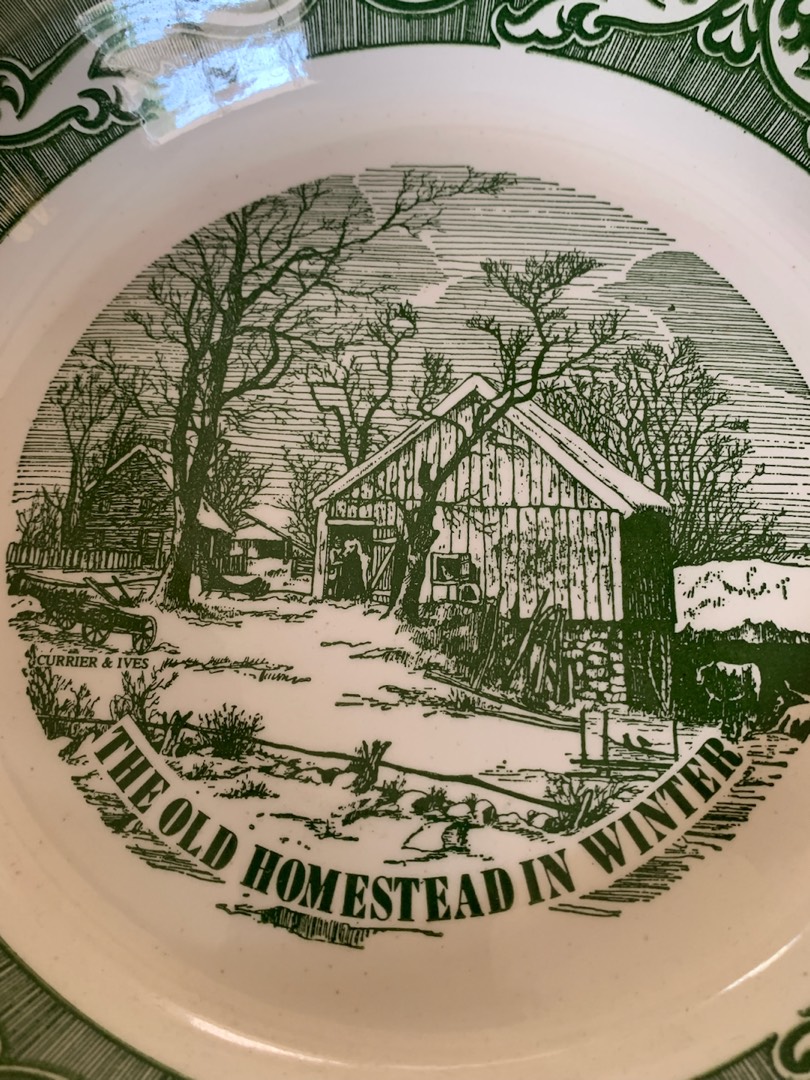 CURRIER & IVES
THE OLD HOMESTEAD IN WINTER